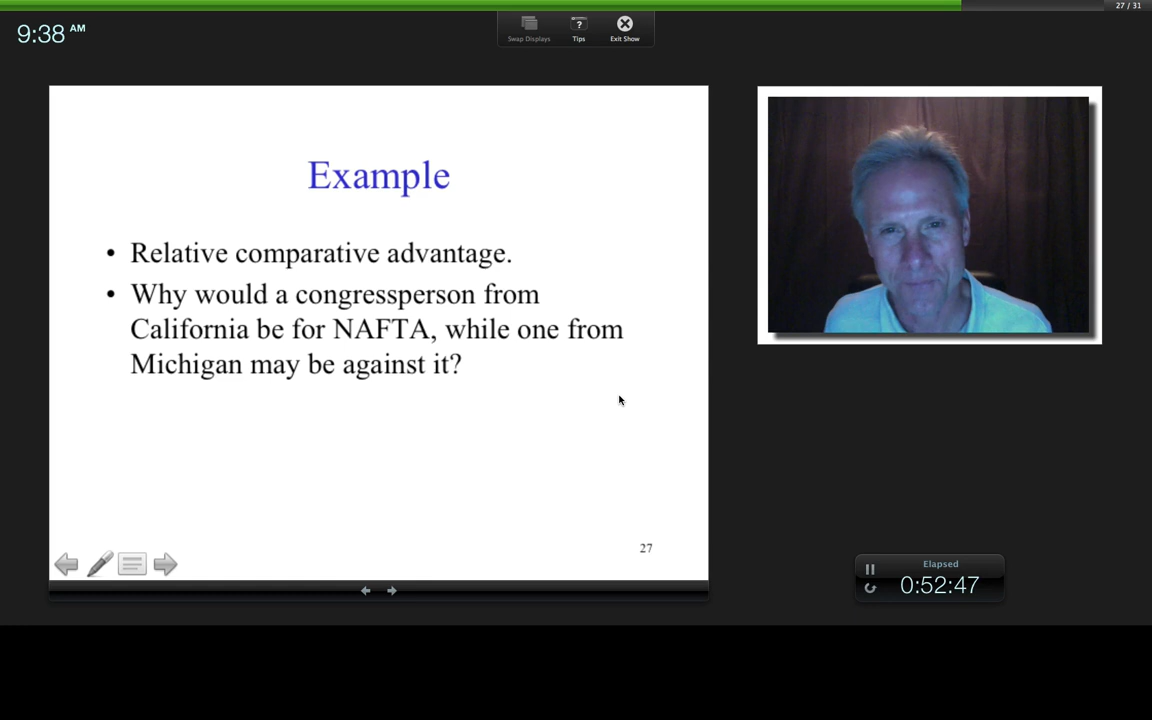 27 / 31
9:38 AM
Swap Displays
Tips
Exit Show
Example
• Relative comparative advantage.
• Why would a congressperson from
California be for NAFTA, while one from
Michigan may be against it?
27
Elapsed
0:52:47